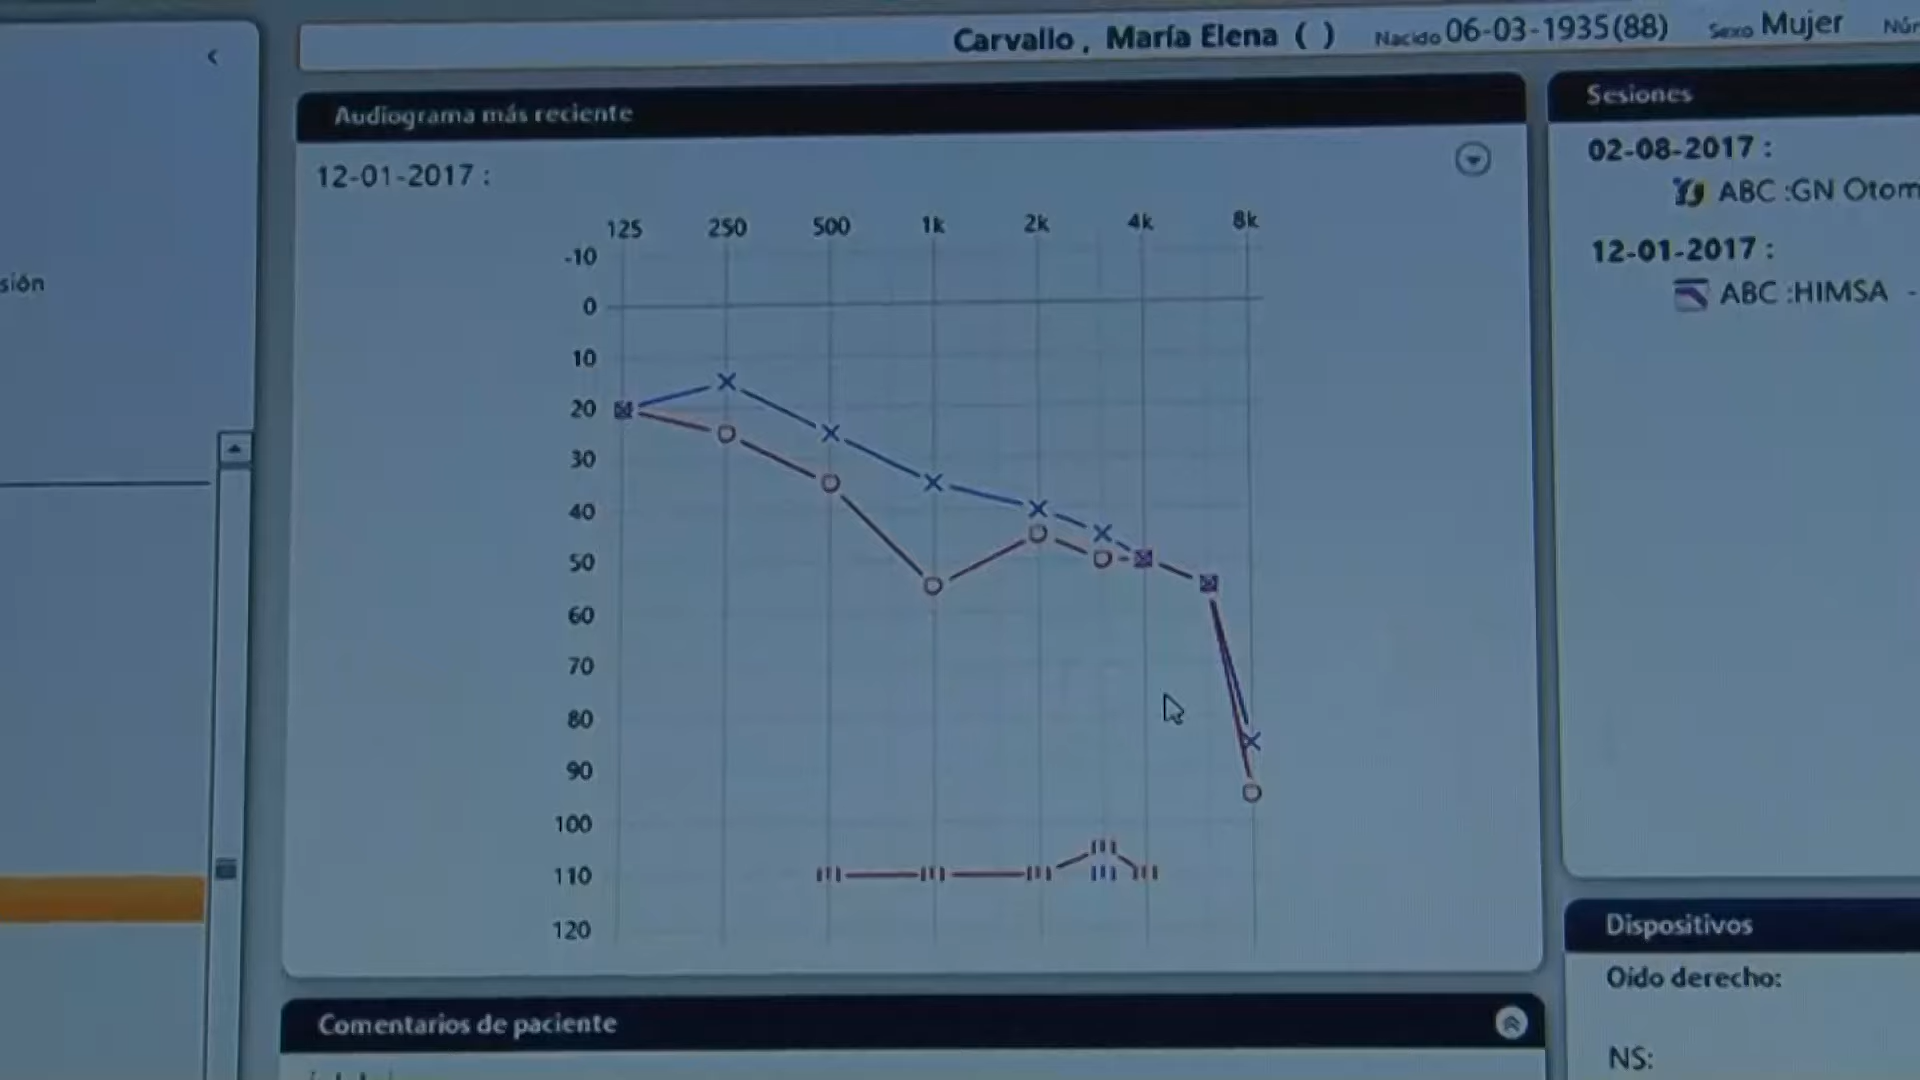 Carvallo, María Elena ( ) Nacido 06-03-1935(88) Sexo Mujer
Audiograma más reciente
12-01-2017 :
125 250 500 1k 2k 4k 8k
-10
0
10
20
30
40
50
60
70
80
90
100
110
120
Comentarios de paciente
sión
Sesiones
02-08-2017 :
ABC :GN Otom
12-01-2017 :
ABC :HIMSA -
Dispositivos
Oído derecho:
NS: